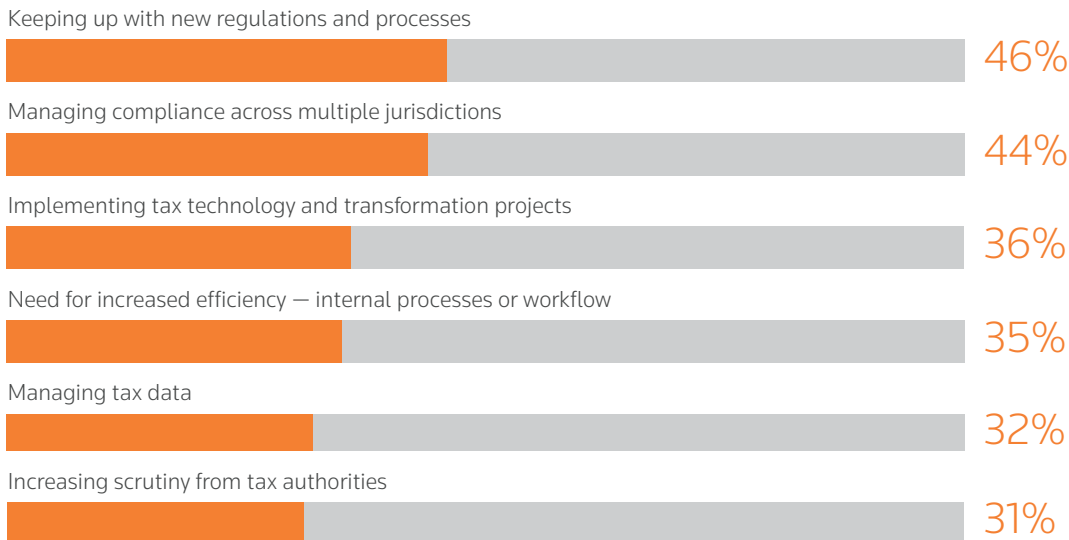 Keeping up with new regulations and processes
46%
Managing compliance across multiple jurisdictions
44%
Implementing tax technology and transformation projects
36%
Need for increased efficiency — internal processes or workflow
35%
Managing tax data
32%
Increasing scrutiny from tax authorities
31%